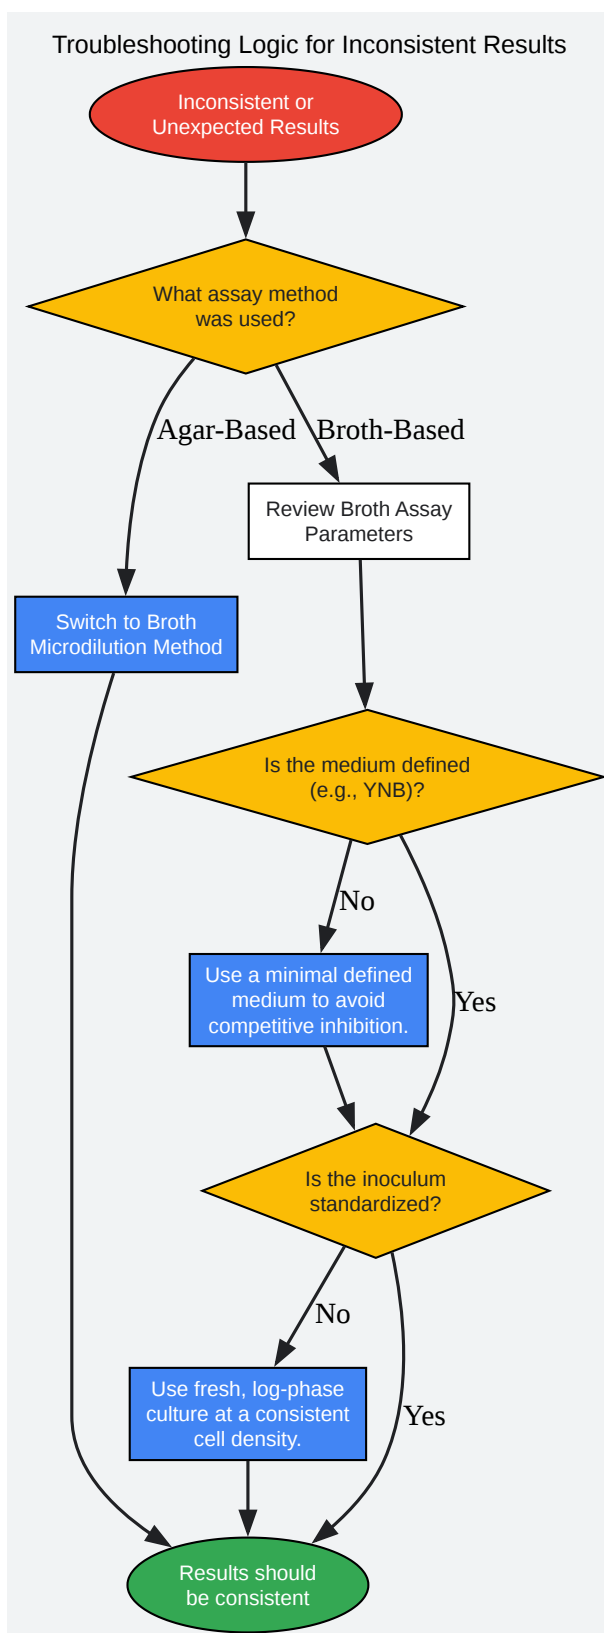 Troubleshooting Logic for Inconsistent Results
Inconsistent or
Unexpected Results
What assay method
was used?
Agar-Based
Broth-Based
Review Broth Assay
Parameters
Switch to Broth
Microdilution Method
Is the medium defined
(e.g., YNB)?
No
Use a minimal defined
medium to avoid
competitive inhibition.
Yes
Is the inoculum
standardized?
No
Use fresh, log-phase
culture at a consistent
cell density.
Yes
Results should
be consistent